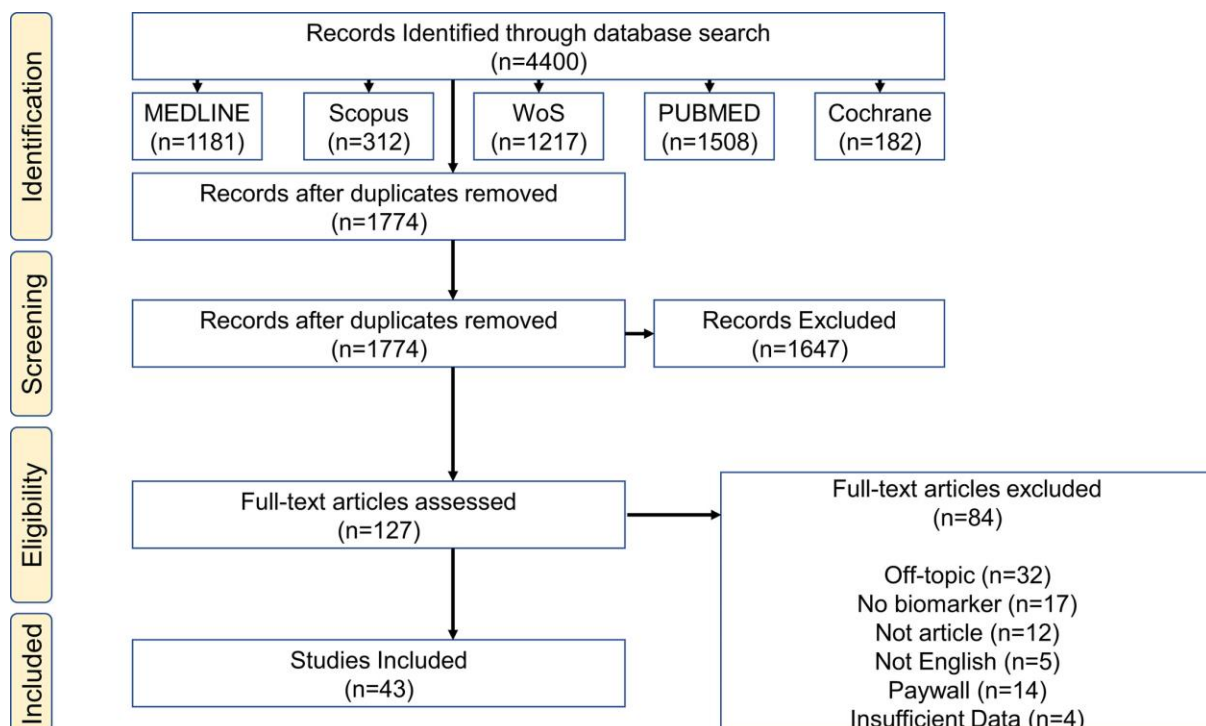 Identification
Records Identified through database search
(n=4400)
MEDLINE
(n=1181)
Scopus
(n=312)
WoS
(n=1217)
PUBMED
(n=1508)
Cochrane
(n=182)
Records after duplicates removed
(n=1774)
Screening
Records after duplicates removed
(n=1774)
Records Excluded
(n=1647)
Eligibility
Full-text articles assessed
(n=127)
Full-text articles excluded
(n=84)
Off-topic (n=32)
No biomarker (n=17)
Not article (n=12)
Not English (n=5)
Paywall (n=14)
Insufficient Data (n=4)
Included
Studies Included
(n=43)